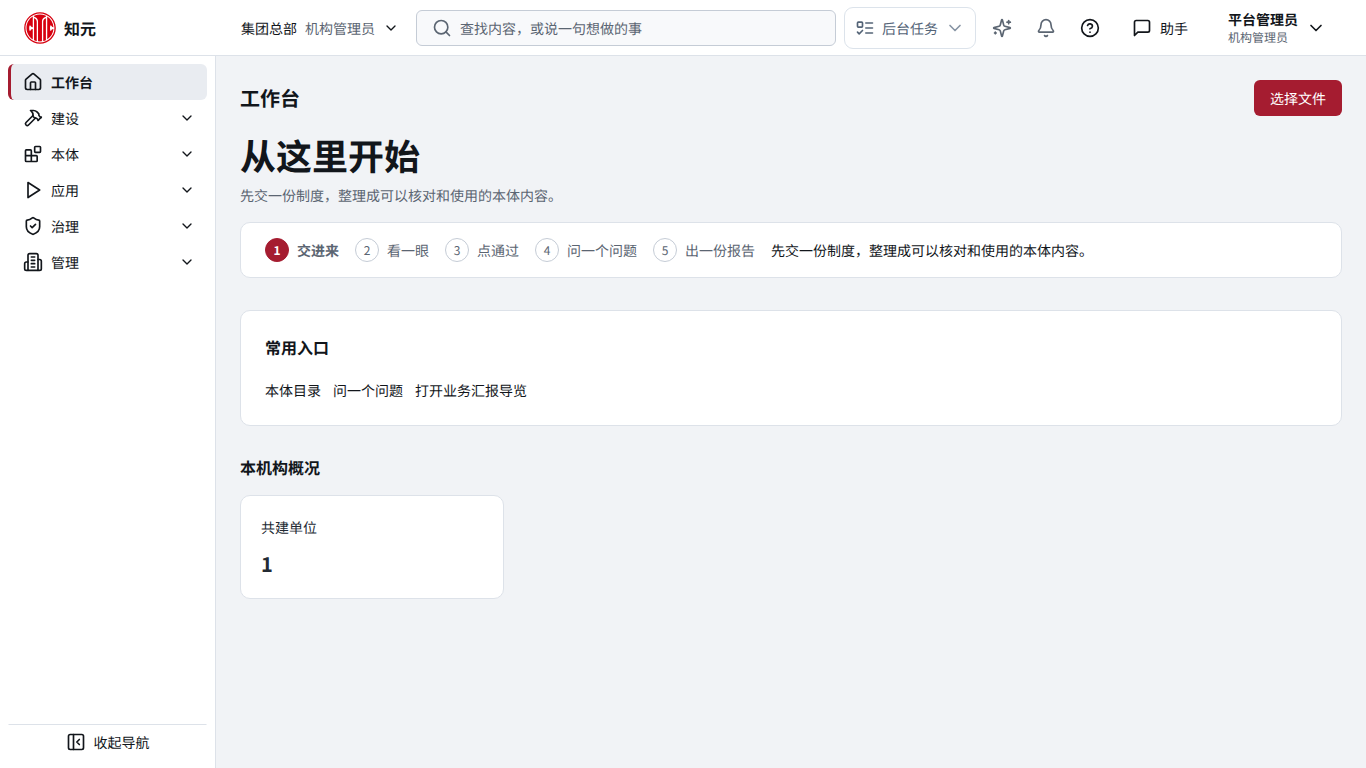 知元
集团总部 机构管理员
查找内容，或说一句想做的事
后台任务
助手
平台管理员
机构管理员
工作台
建设
本体
应用
治理
管理
收起导航
工作台
选择文件
从这里开始
先交一份制度，整理成可以核对和使用的本体内容。
1 交进来 2 看一眼 3 点通过 4 问一个问题 5 出一份报告 先交一份制度，整理成可以核对和使用的本体内容。
常用入口
本体目录 问一个问题 打开业务汇报导览
本机构概况
共建单位
1